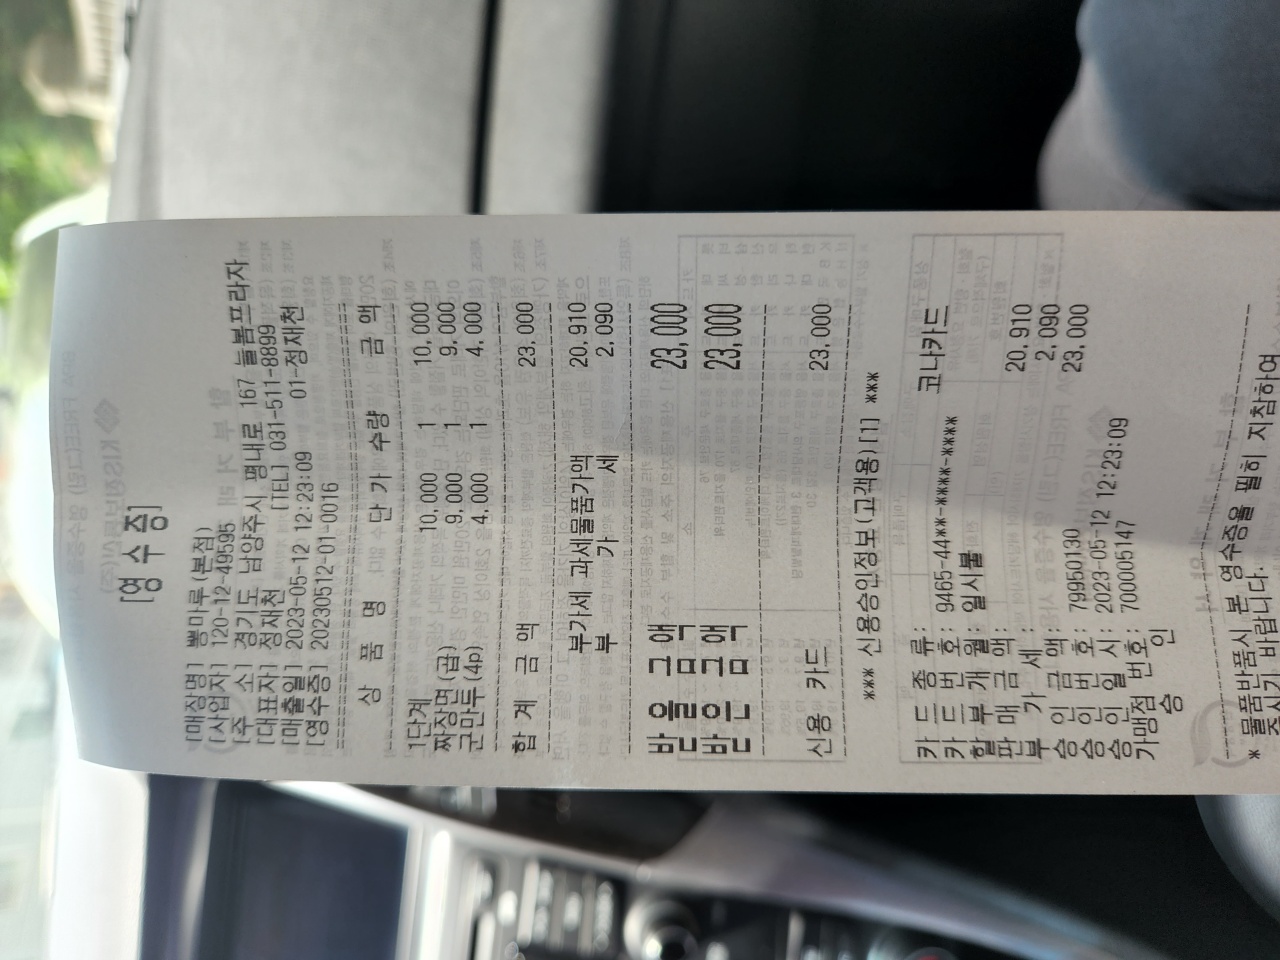 [영수증]
[매장명] 뽕마루(본점)
[사업자] 120-12-49595
[주 소] 경기도 남양주시 평내로 167 늘봄프라자
[대표자] 정재천 [TEL] 031-511-8899
[매출일] 2023-05-12 12:23:09 01-정재천
[영수증] 20230512-01-0016
상 품 명 단 가 수량 금 액
1단계 10,000 1 10,000
짜장면(곱) 9,000 1 9,000
군만두(4p) 4,000 1 4,000
합 계 금 액 23,000
부가세 과세물품가액 20,910
부 가 세 2,090
받을금액 23,000
받은금액 23,000
신용 카드 23,000
*** 신용승인정보(고객용)[1] ***
카 드 종 류: 코나카드
카 드 번 호: 9465-44**-****-****
할 부 개 월: 일시불
판 매 금 액: 20,910
부 가 세: 2,090
승 인 금 액: 23,000
승 인 번 호: 79950130
승 인 일 시: 2023-05-12 12:23:09
가맹점 번호: 700005147
승 인
* 물품반품시 본 영수증을 필히 지참하여
주시기 바랍니다.